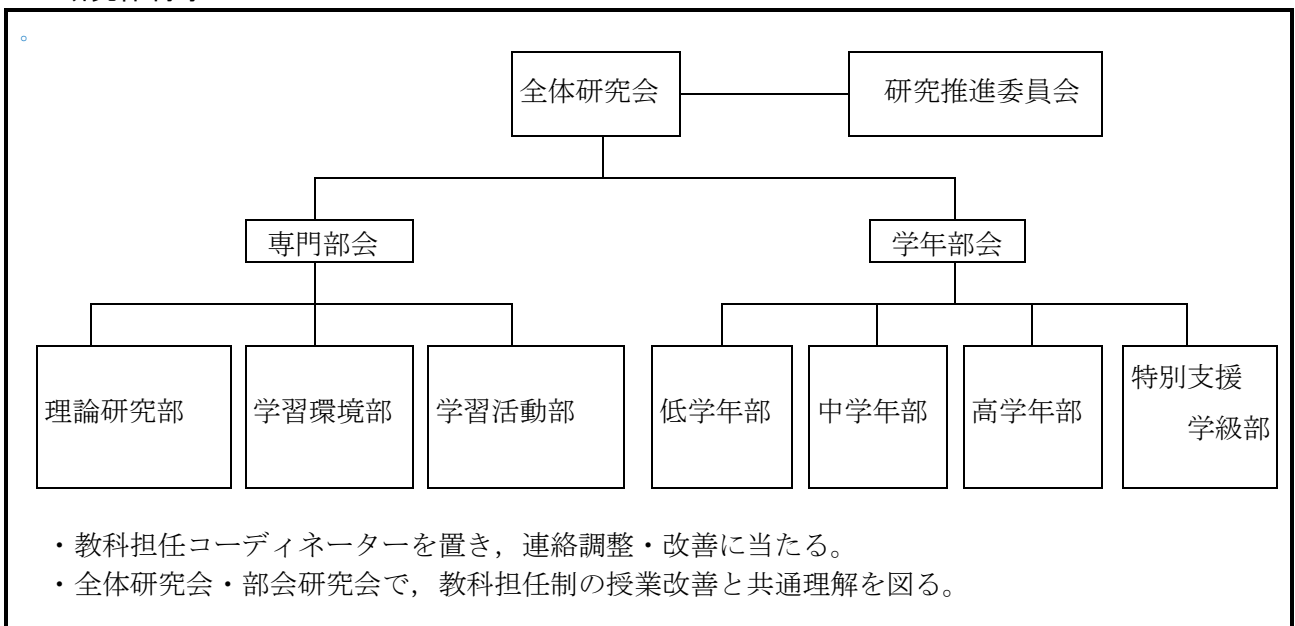 。
全体研究会
研究推進委員会
専門部会
学年部会
理論研究部
学習環境部
学習活動部
低学年部
中学年部
高学年部
特別支援
学級部
・教科担任コーディネーターを置き，連絡調整・改善に当たる。
・全体研究会・部会研究会で，教科担任制の授業改善と共通理解を図る。